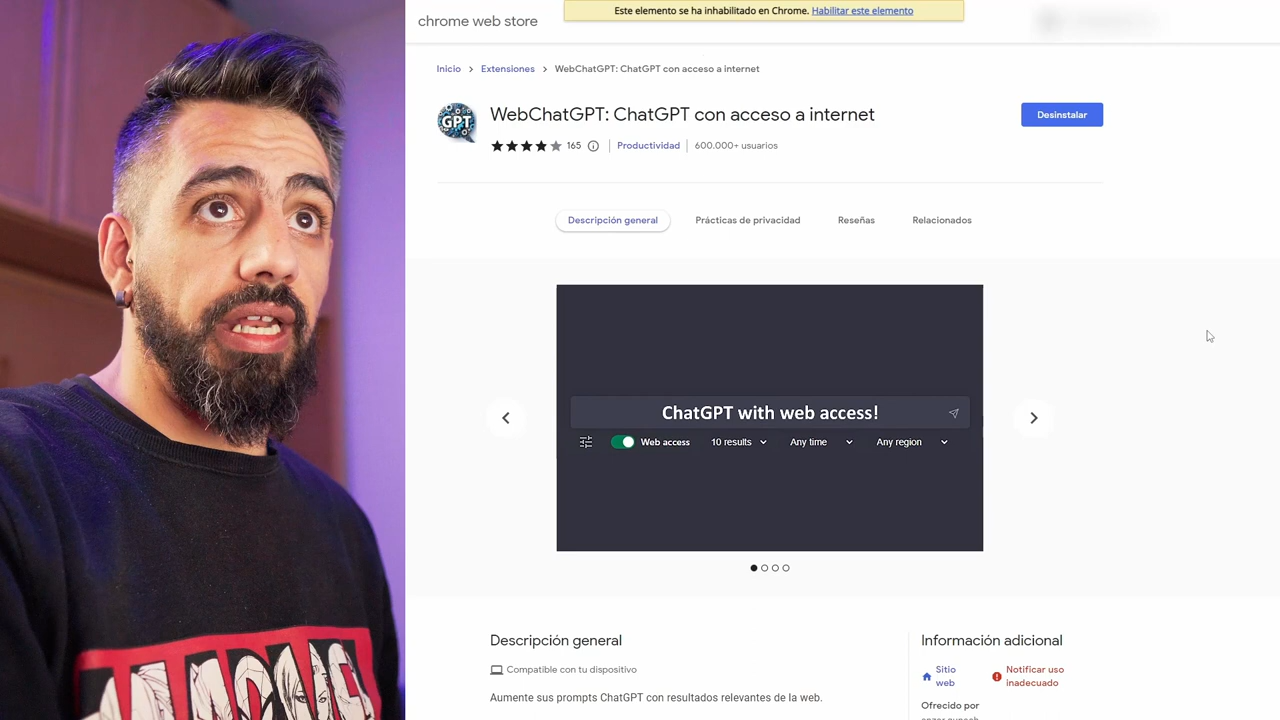 Este elemento se ha inhabilitado en Chrome. Habilitar este elemento
chrome web store
Inicio > Extensiones > WebChatGPT: ChatGPT con acceso a internet
GPT
WebChatGPT: ChatGPT con acceso a internet
Desinstalar
165 | Productividad | 600.000+ usuarios
Descripción general
Prácticas de privacidad
Reseñas
Relacionados
ChatGPT with web access!
Web access 10 results Any time Any region
Descripción general
Compatible con tu dispositivo
Aumente sus prompts ChatGPT con resultados relevantes de la web.
Información adicional
Sitio web
Notificar uso inadecuado
Ofrecido por